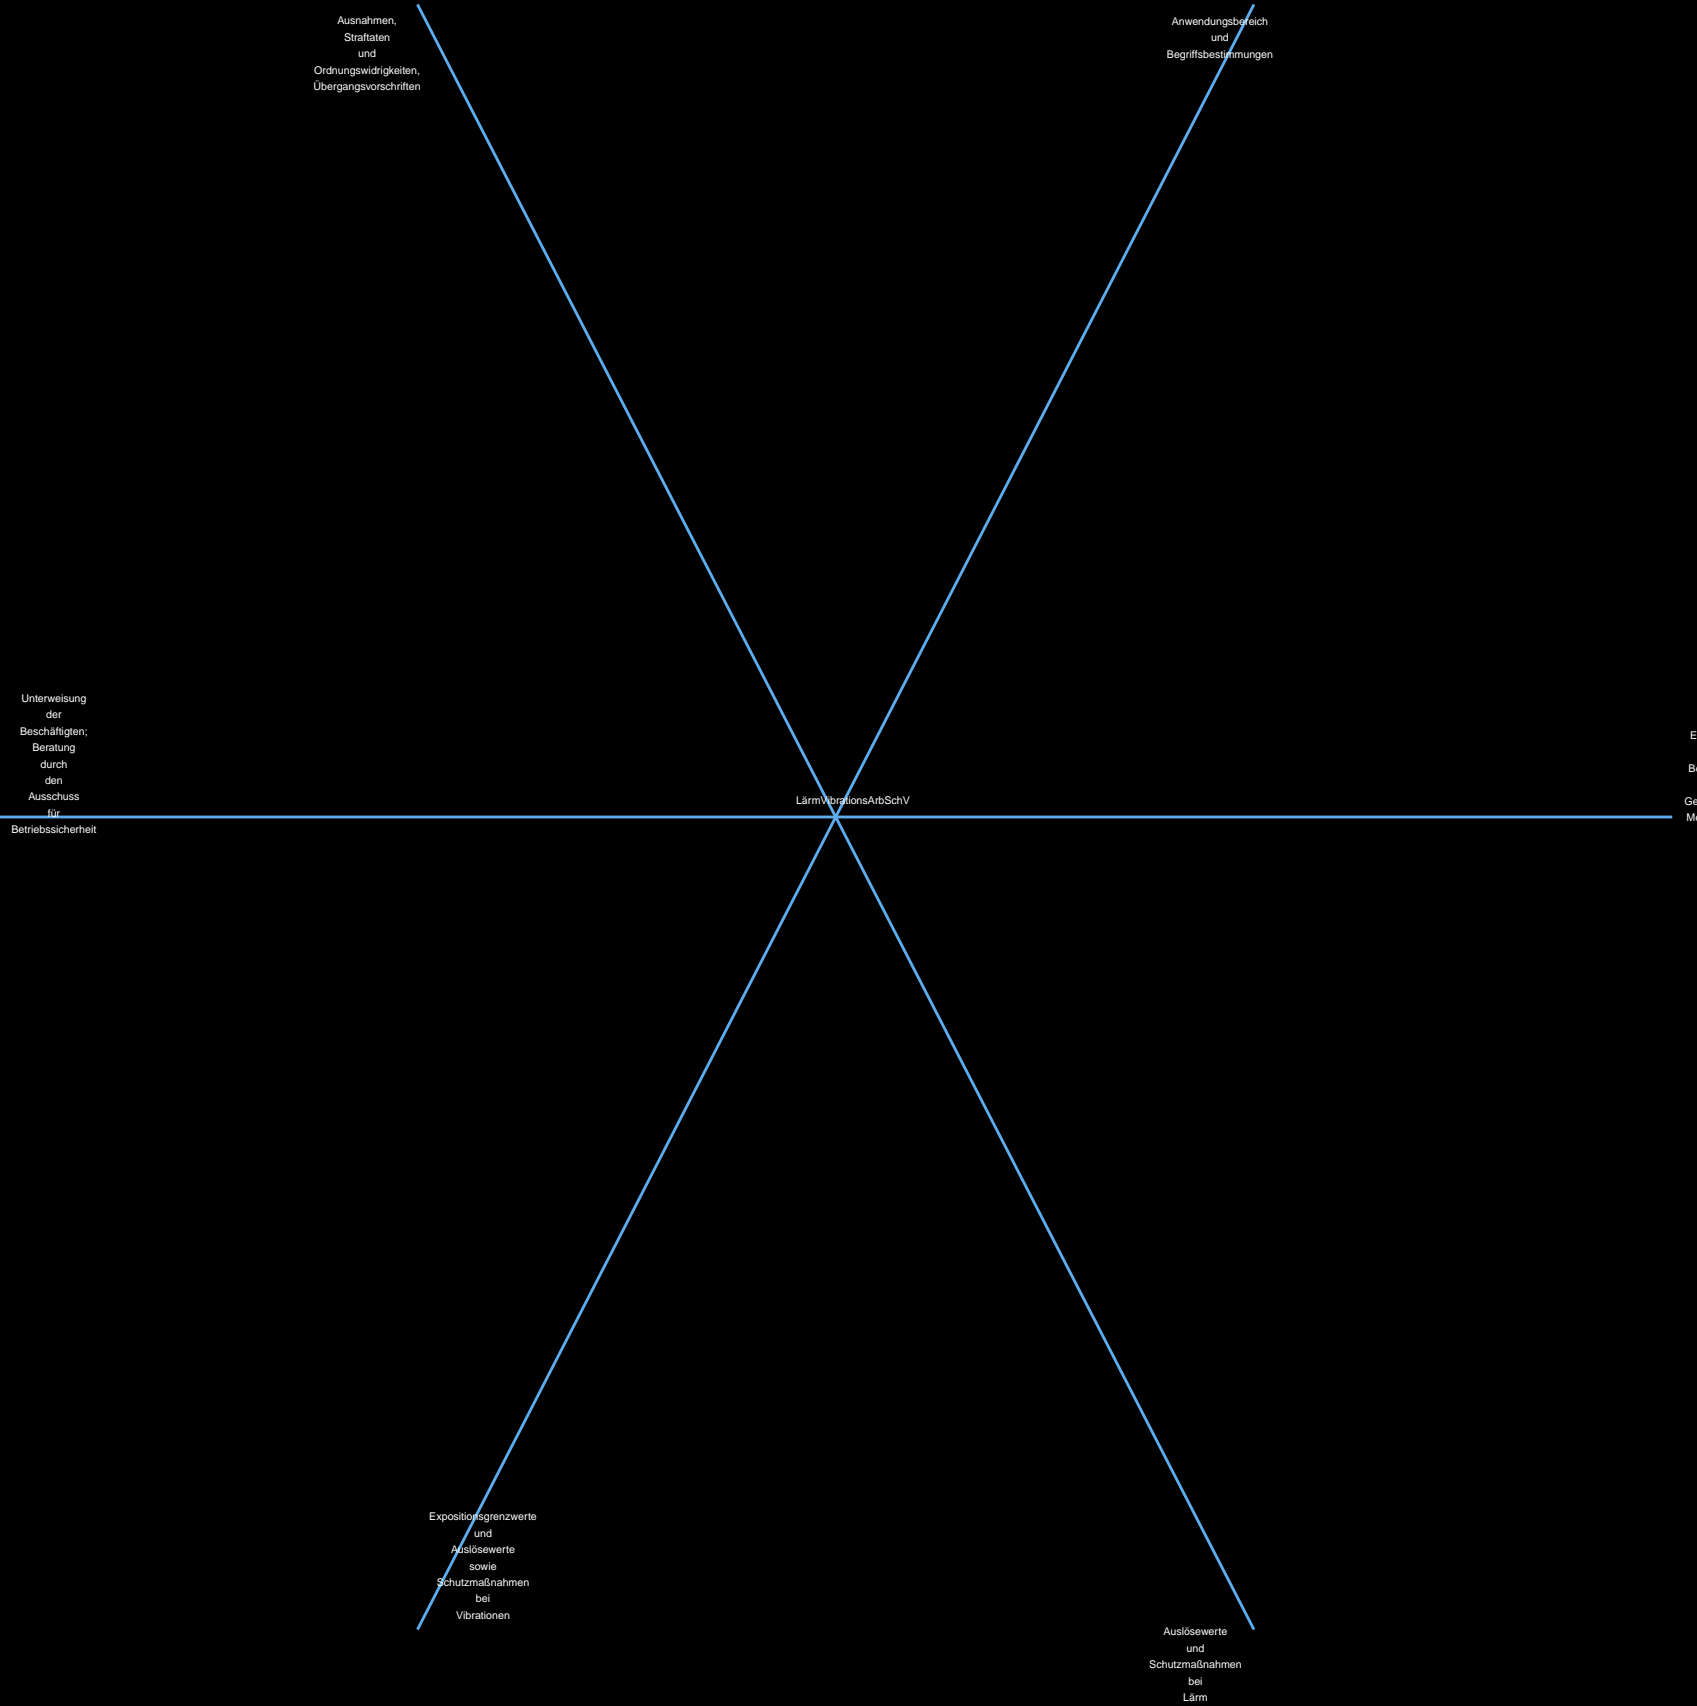 Ausnahmen,
Straftaten
und
Ordnungswidrigkeiten,
Übergangsvorschriften
Anwendungsbereich
und
Begriffsbestimmungen
Unterweisung
der
Beschäftigten;
Beratung
durch
den
Ausschuss
für
Betriebssicherheit
LärmVibrationsArbSchV
Expositionsgrenzwerte
und
Auslösewerte
sowie
Schutzmaßnahmen
bei
Vibrationen
Auslösewerte
und
Schutzmaßnahmen
bei
Lärm